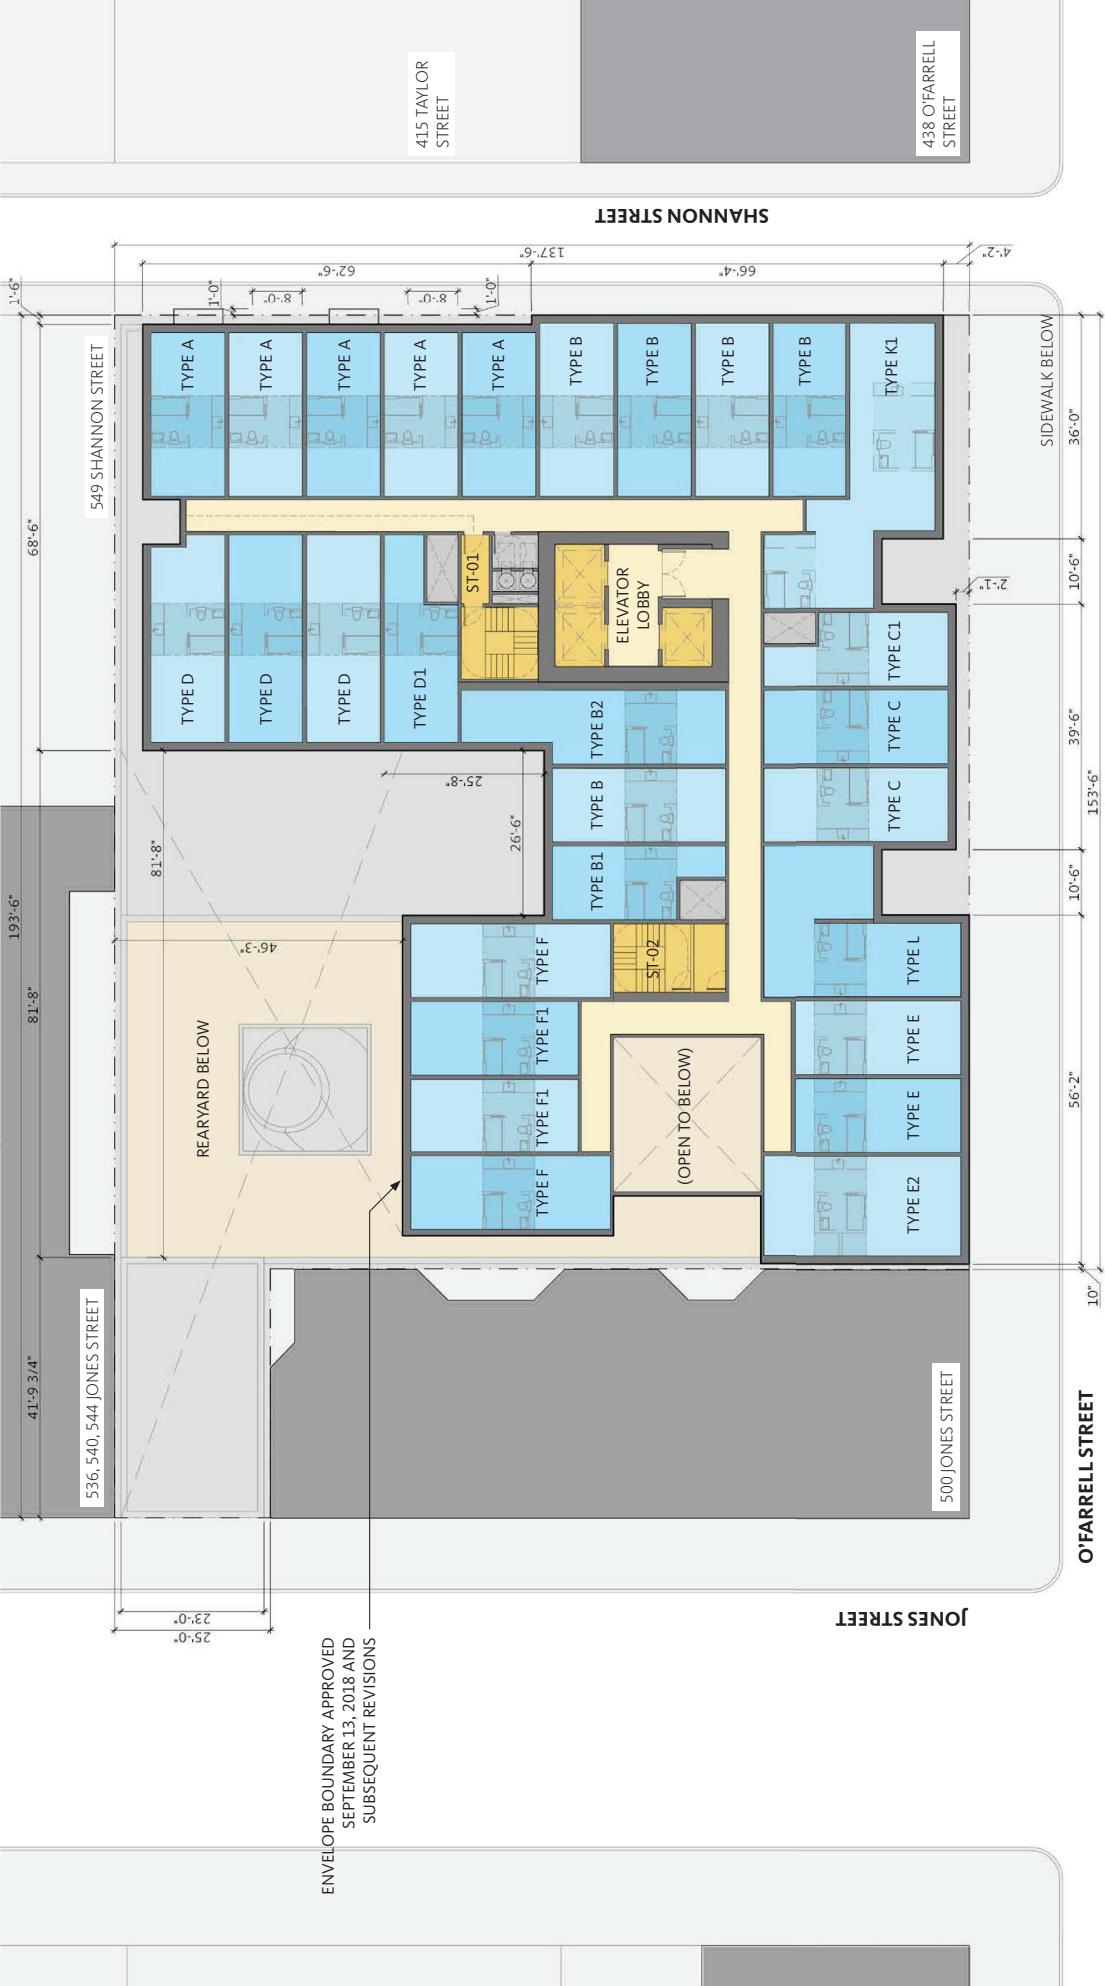 415 TAYLOR
STREET
438 O'FARRELL
STREET
SHANNON STREET
137'-6"
62'-6"
66'-4"
4'-2"
1'-6"
1'-0"
8'-0"
8'-0"
1'-0"
549 SHANNON STREET
SIDEWALK BELOW
TYPE A
TYPE A
TYPE A
TYPE A
TYPE A
TYPE B
TYPE B
TYPE B
TYPE B
TYPE K1
68'-6"
36'-0"
10'-6"
2'-1"
ST-01
ELEVATOR
LOBBY
TYPE D
TYPE D
TYPE D
TYPE D1
TYPE B2
TYPE B
TYPE B1
TYPE C1
TYPE C
TYPE C
25'-8"
26'-6"
81'-8"
39'-6"
153'-6"
10'-6"
193'-6"
81'-8"
46'-3"
REARYARD BELOW
TYPE F
TYPE F1
TYPE F1
TYPE F
ST-02
(OPEN TO BELOW)
TYPE L
TYPE E
TYPE E
TYPE E2
56'-2"
10"
41'-9 3/4"
536, 540, 544 JONES STREET
500 JONES STREET
O'FARRELL STREET
23'-0"
25'-0"
JONES STREET
ENVELOPE BOUNDARY APPROVED
SEPTEMBER 13, 2018 AND
SUBSEQUENT REVISIONS